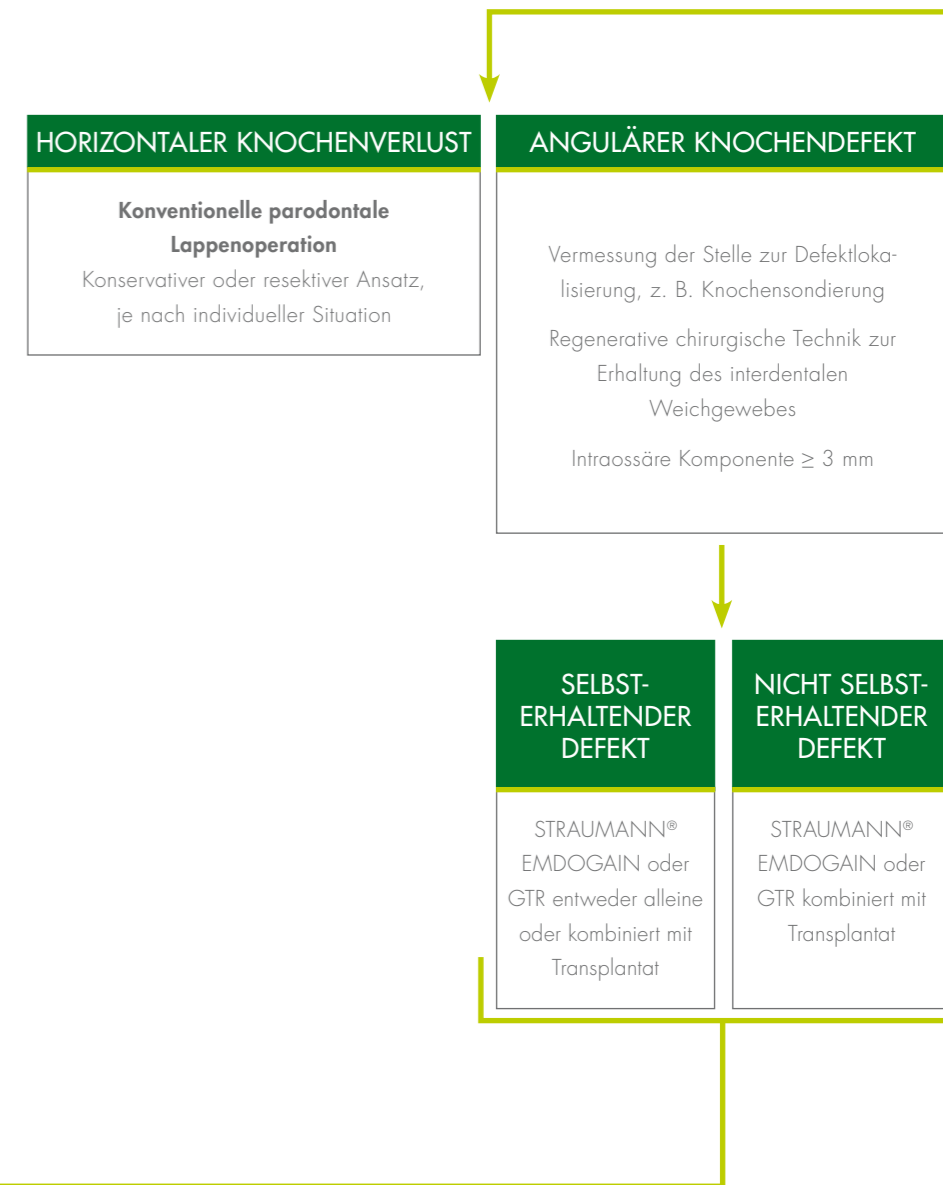 HORIZONTALER KNOCHENVERLUST
Konventionelle parodontale
Lappenoperation
Konservativer oder resektiver Ansatz,
je nach individueller Situation
ANGULÄRER KNOCHENDEFEKT
Vermessung der Stelle zur Defektloka-
lisierung, z. B. Knochensondierung
Regenerative chirurgische Technik zur
Erhaltung des interdentalen
Weichgewebes
Intraossäre Komponente ≥ 3 mm
SELBST-
ERHALTENDER
DEFEKT
STRAUMANN®
EMDOGAIN oder
GTR entweder alleine
oder kombiniert mit
Transplantat
NICHT SELBST-
ERHALTENDER
DEFEKT
STRAUMANN®
EMDOGAIN oder
GTR kombiniert mit
Transplantat